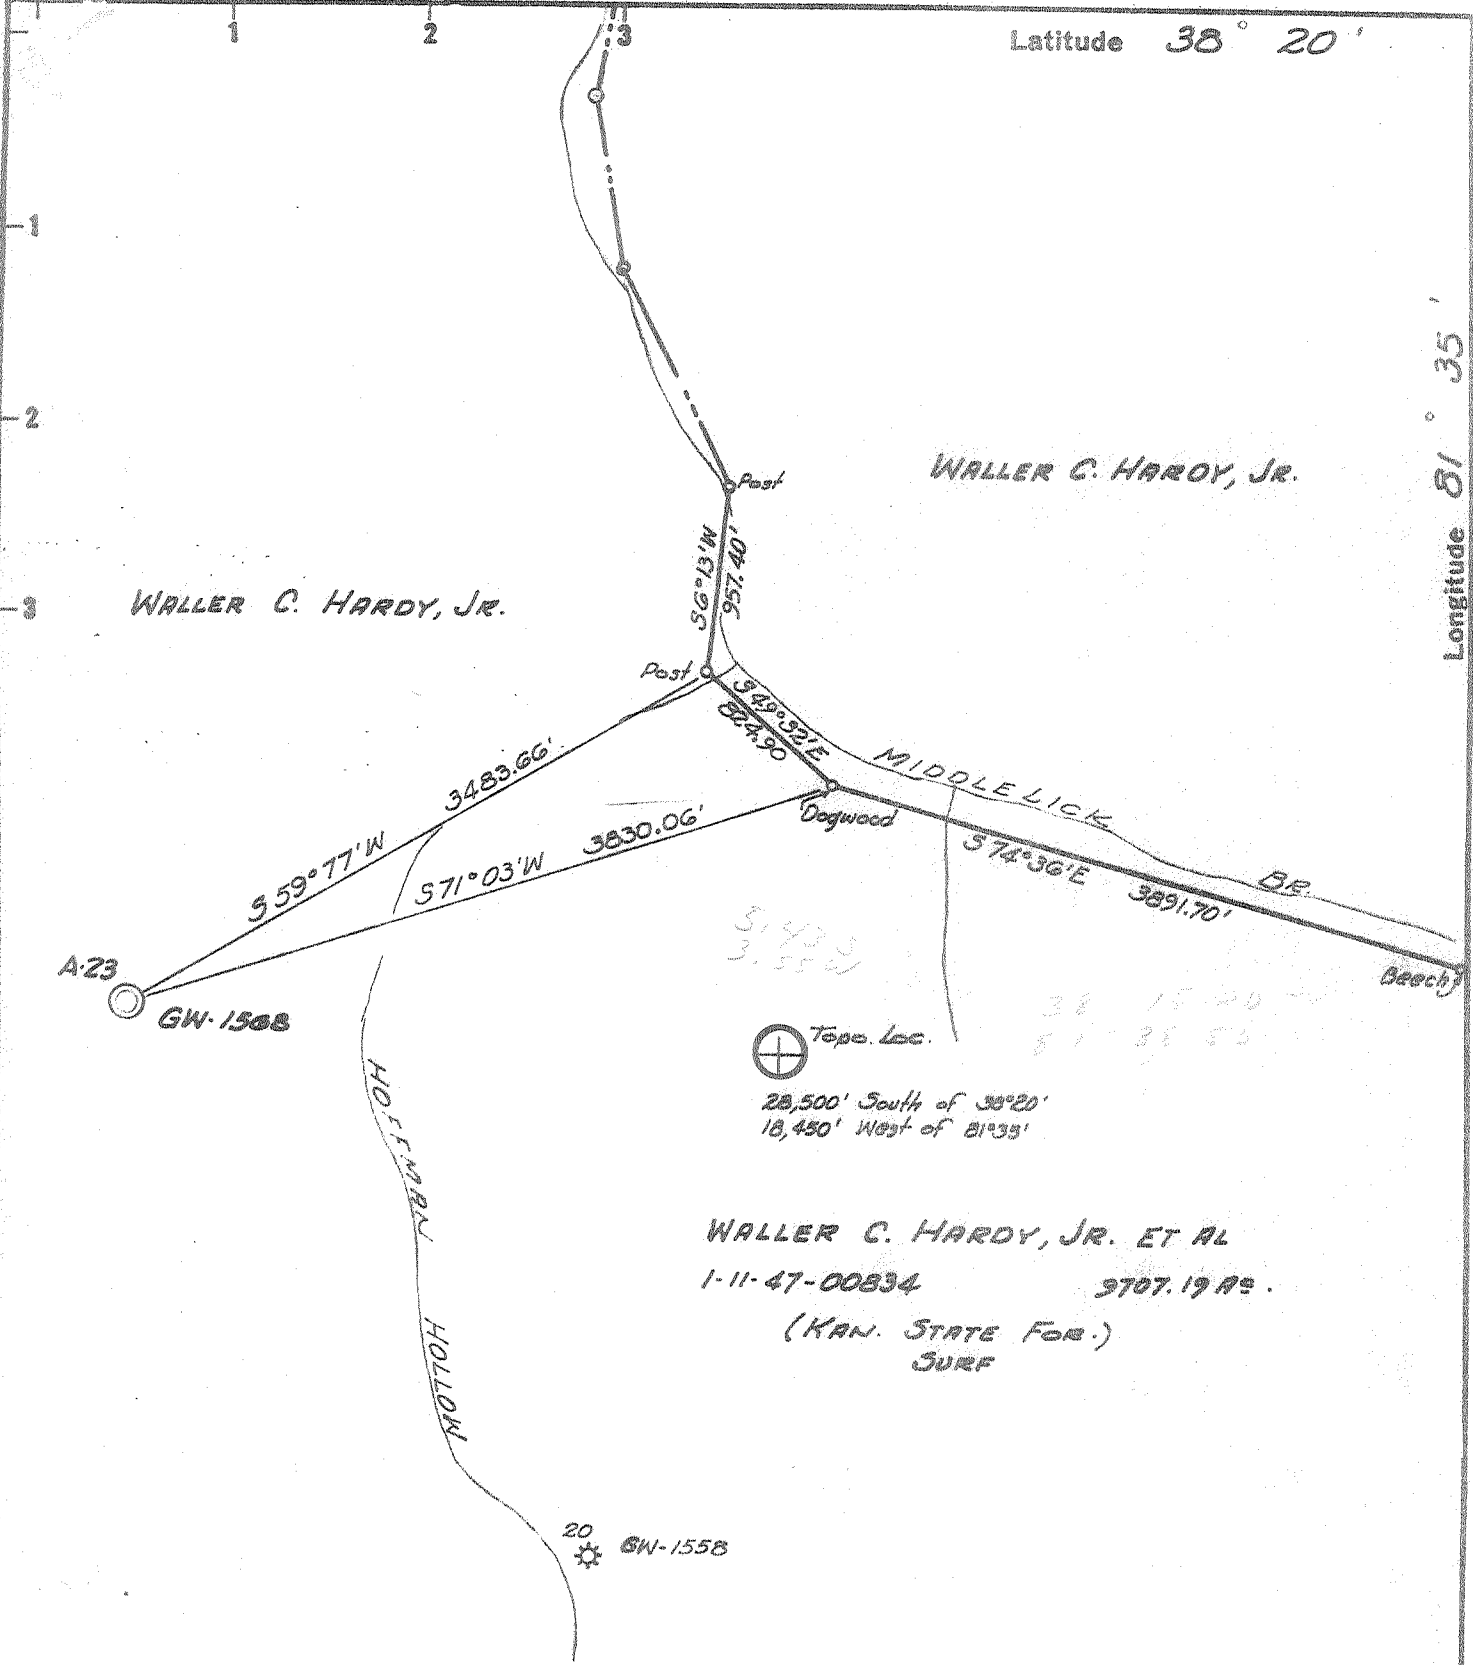 1 2 3
Latitude 38° 20'
-1
-2
-3
Longitude 81° 35'
Post
WALLER C. HARDY, JR.
S6°13'W
957.40'
WALLER C. HARDY, JR.
Post
S49°32'E
824.90
MIDDLE LICK BR.
3483.66'
S59°77'W
Dogwood
3830.06'
S71°03'W
S74°36'E 3891.70'
Beech
A-23
GW-1568
Topo. Loc.
28,500' South of 38°20'
18,450' West of 81°35'
HOFFMAN HOLLOW
WALLER C. HARDY, JR. ET AL
1-11-47-00834 9707.19 Ac.
(KAN. STATE FOR.)
SURF
20
GW-1558